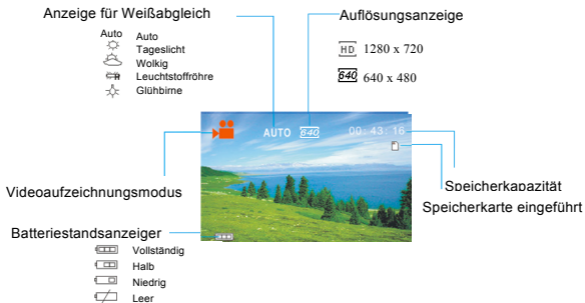 Anzeige für Weißabgleich
Auto Auto
Tageslicht
Wolkig
Leuchtstoffröhre
Glühbirne
Auflösungsanzeige
HD 1280 x 720
640 640 x 480
AUTO 640 00:43:16
Videoaufzeichnungsmodus
Speicherkapazität
Speicherkarte eingeführt
Batteriestandsanzeiger
Vollständig
Halb
Niedrig
Leer